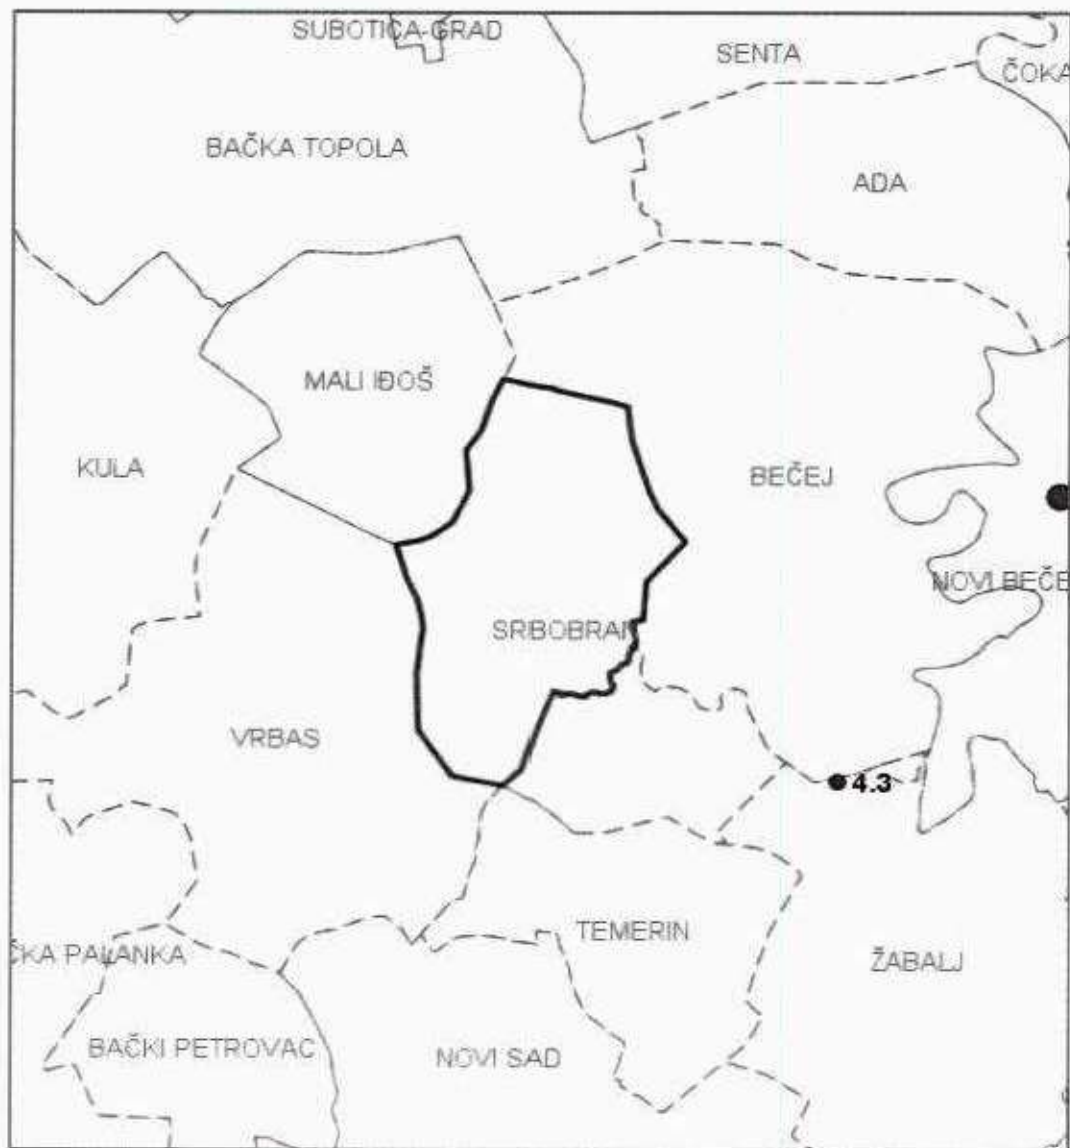 SUBOTICA-GRAD
SENTA
ČOKA
BAČKA TOPOLA
ADA
MALI IĐOŠ
KULA
BEČEJ
NOVI BEČE
SRBOBRAN
VRBAS
4.3
TEMERIN
ČKA PALANKA
ŽABALJ
BAČKI PETROVAC
NOVI SAD